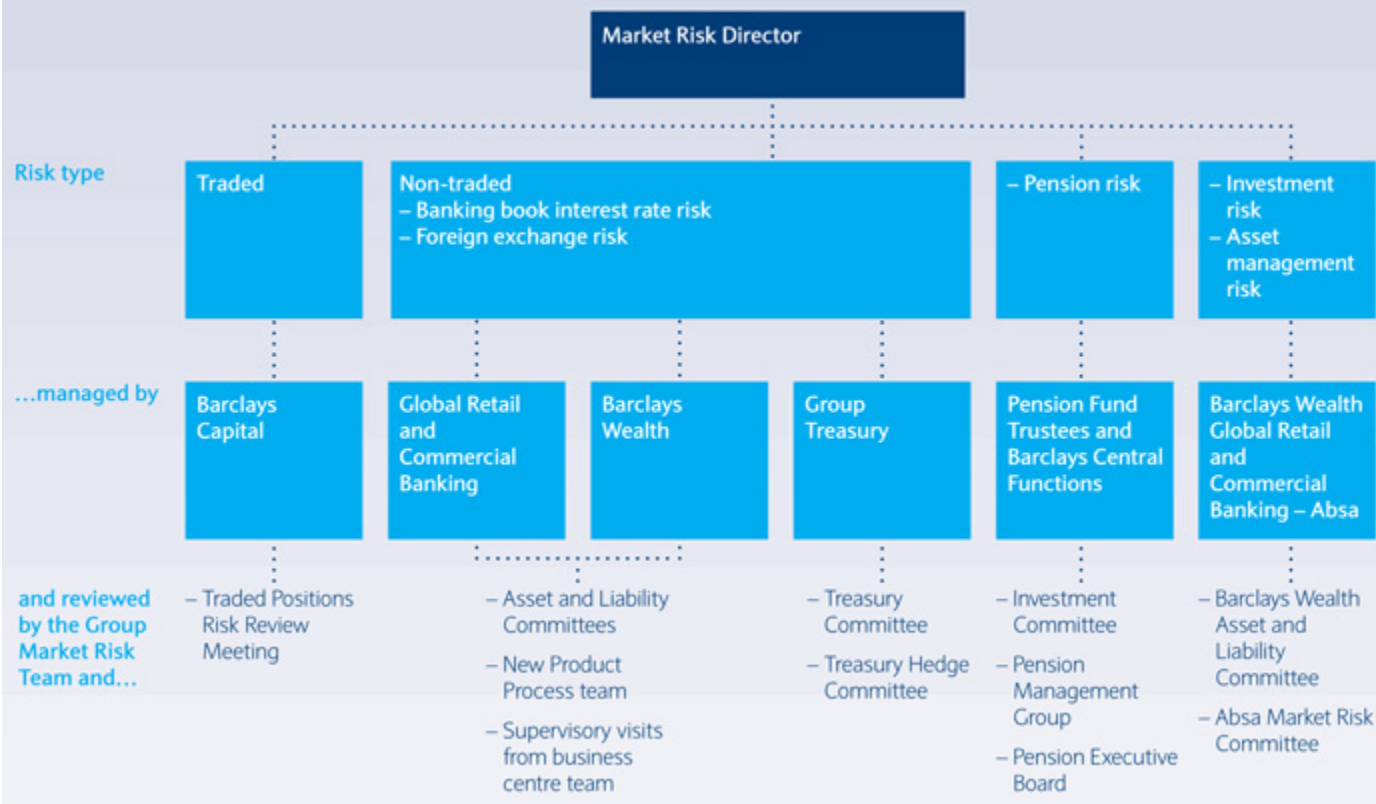 Market Risk Director
Risk type
Traded
Non-traded
– Banking book interest rate risk
– Foreign exchange risk
– Pension risk
– Investment
risk
– Asset
management
risk
…managed by
Barclays
Capital
Global Retail
and
Commercial
Banking
Barclays
Wealth
Group
Treasury
Pension Fund
Trustees and
Barclays Central
Functions
Barclays Wealth
Global Retail
and
Commercial
Banking – Absa
and reviewed
by the Group
Market Risk
Team and…
– Traded Positions
Risk Review
Meeting
– Asset and Liability
Committees
– New Product
Process team
– Supervisory visits
from business
centre team
– Treasury
Committee
– Treasury Hedge
Committee
– Investment
Committee
– Pension
Management
Group
– Pension Executive
Board
– Barclays Wealth
Asset and
Liability
Committee
– Absa Market Risk
Committee